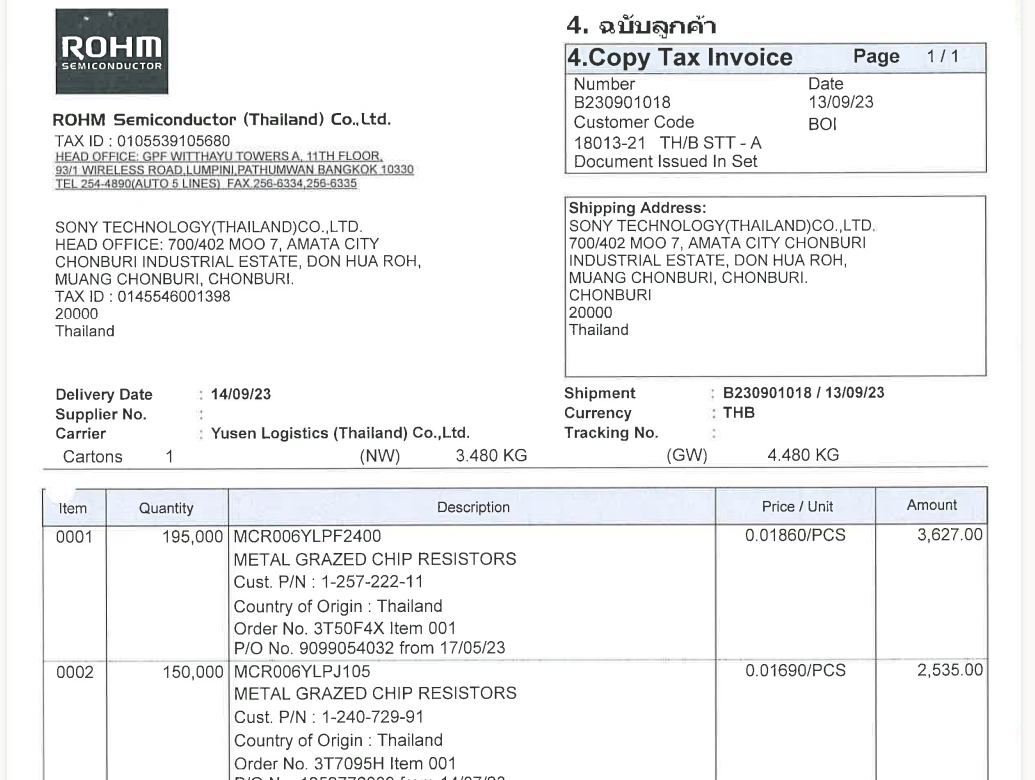 ROHM
SEMICONDUCTOR
4. ฉบับลูกค้า
4.Copy Tax Invoice Page 1 / 1
Number Date
B230901018 13/09/23
Customer Code BOI
18013-21 TH/B STT - A
Document Issued In Set
ROHM Semiconductor (Thailand) Co.,Ltd.
TAX ID : 0105539105680
HEAD OFFICE: GPF WITTHAYU TOWERS A, 11TH FLOOR,
93/1 WIRELESS ROAD,LUMPINI,PATHUMWAN BANGKOK 10330
TEL 254-4890(AUTO 5 LINES) FAX.256-6334,256-6335
SONY TECHNOLOGY(THAILAND)CO.,LTD.
HEAD OFFICE: 700/402 MOO 7, AMATA CITY
CHONBURI INDUSTRIAL ESTATE, DON HUA ROH,
MUANG CHONBURI, CHONBURI.
TAX ID : 0145546001398
20000
Thailand
Shipping Address:
SONY TECHNOLOGY(THAILAND)CO.,LTD.
700/402 MOO 7, AMATA CITY CHONBURI
INDUSTRIAL ESTATE, DON HUA ROH,
MUANG CHONBURI, CHONBURI.
CHONBURI
20000
Thailand
Delivery Date : 14/09/23
Supplier No. :
Carrier : Yusen Logistics (Thailand) Co.,Ltd.
Shipment : B230901018 / 13/09/23
Currency : THB
Tracking No. :
Cartons 1 (NW) 3.480 KG (GW) 4.480 KG
Item Quantity Description Price / Unit Amount
0001 195,000 MCR006YLPF2400 0.01860/PCS 3,627.00
METAL GRAZED CHIP RESISTORS
Cust. P/N : 1-257-222-11
Country of Origin : Thailand
Order No. 3T50F4X Item 001
P/O No. 9099054032 from 17/05/23
0002 150,000 MCR006YLPJ105 0.01690/PCS 2,535.00
METAL GRAZED CHIP RESISTORS
Cust. P/N : 1-240-729-91
Country of Origin : Thailand
Order No. 3T7095H Item 001